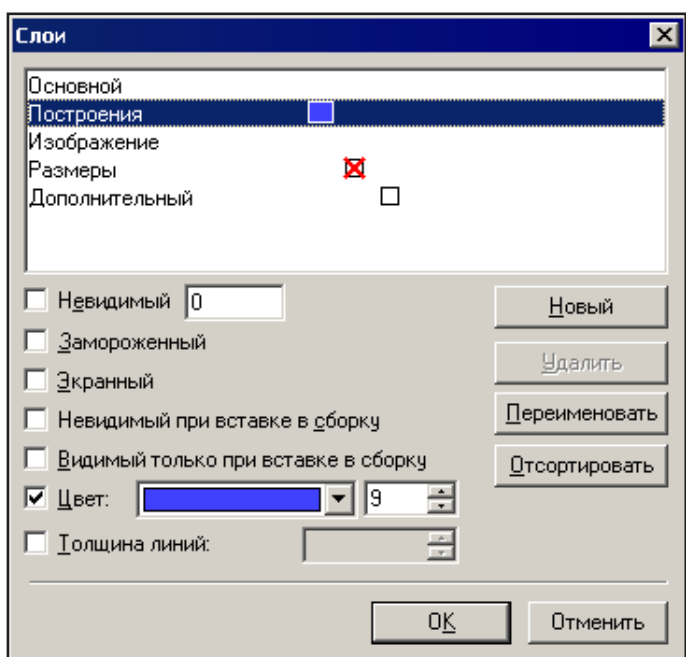 Слои
Основной
Построения
Изображение
Размеры
Дополнительный
Невидимый 0
Новый
Замороженный
Удалить
Экранный
Невидимый при вставке в сборку
Переименовать
Видимый только при вставке в сборку
Отсортировать
Цвет: 9
Толщина линий:
OK Отменить